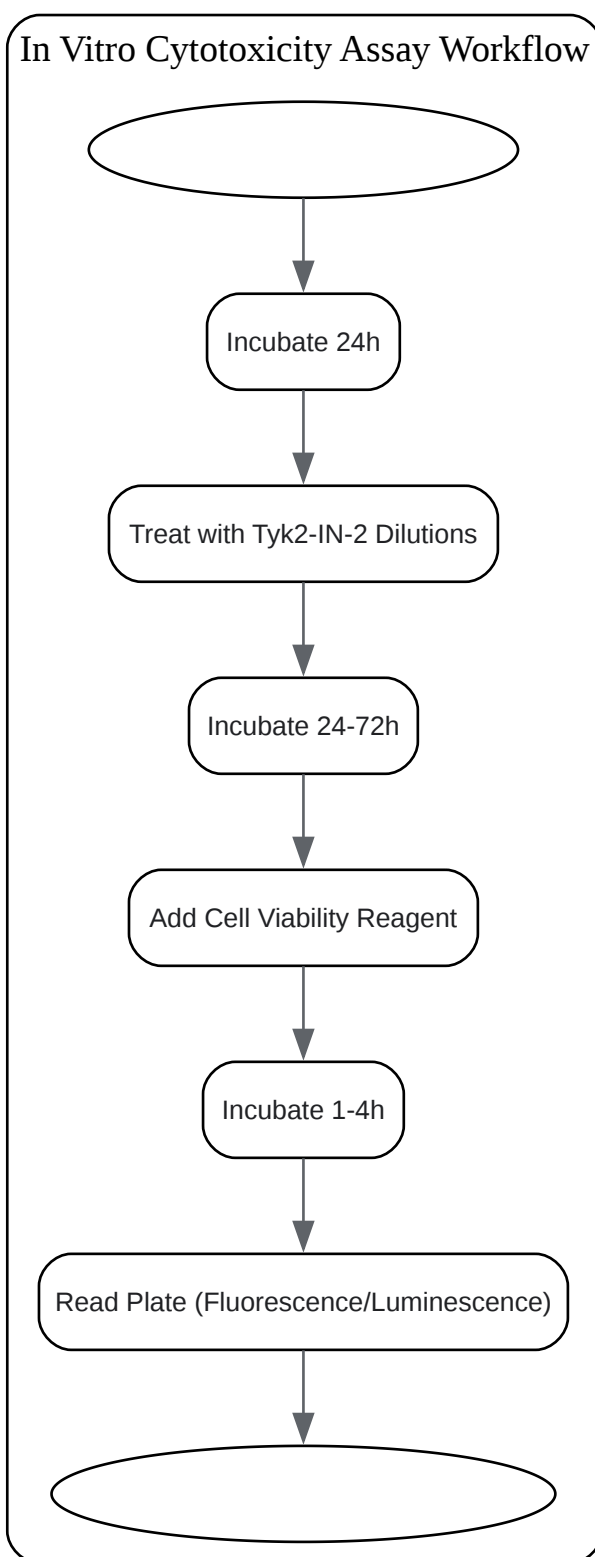 In Vitro Cytotoxicity Assay Workflow
Incubate 24h
Treat with Tyk2-IN-2 Dilutions
Incubate 24-72h
Add Cell Viability Reagent
Incubate 1-4h
Read Plate (Fluorescence/Luminescence)